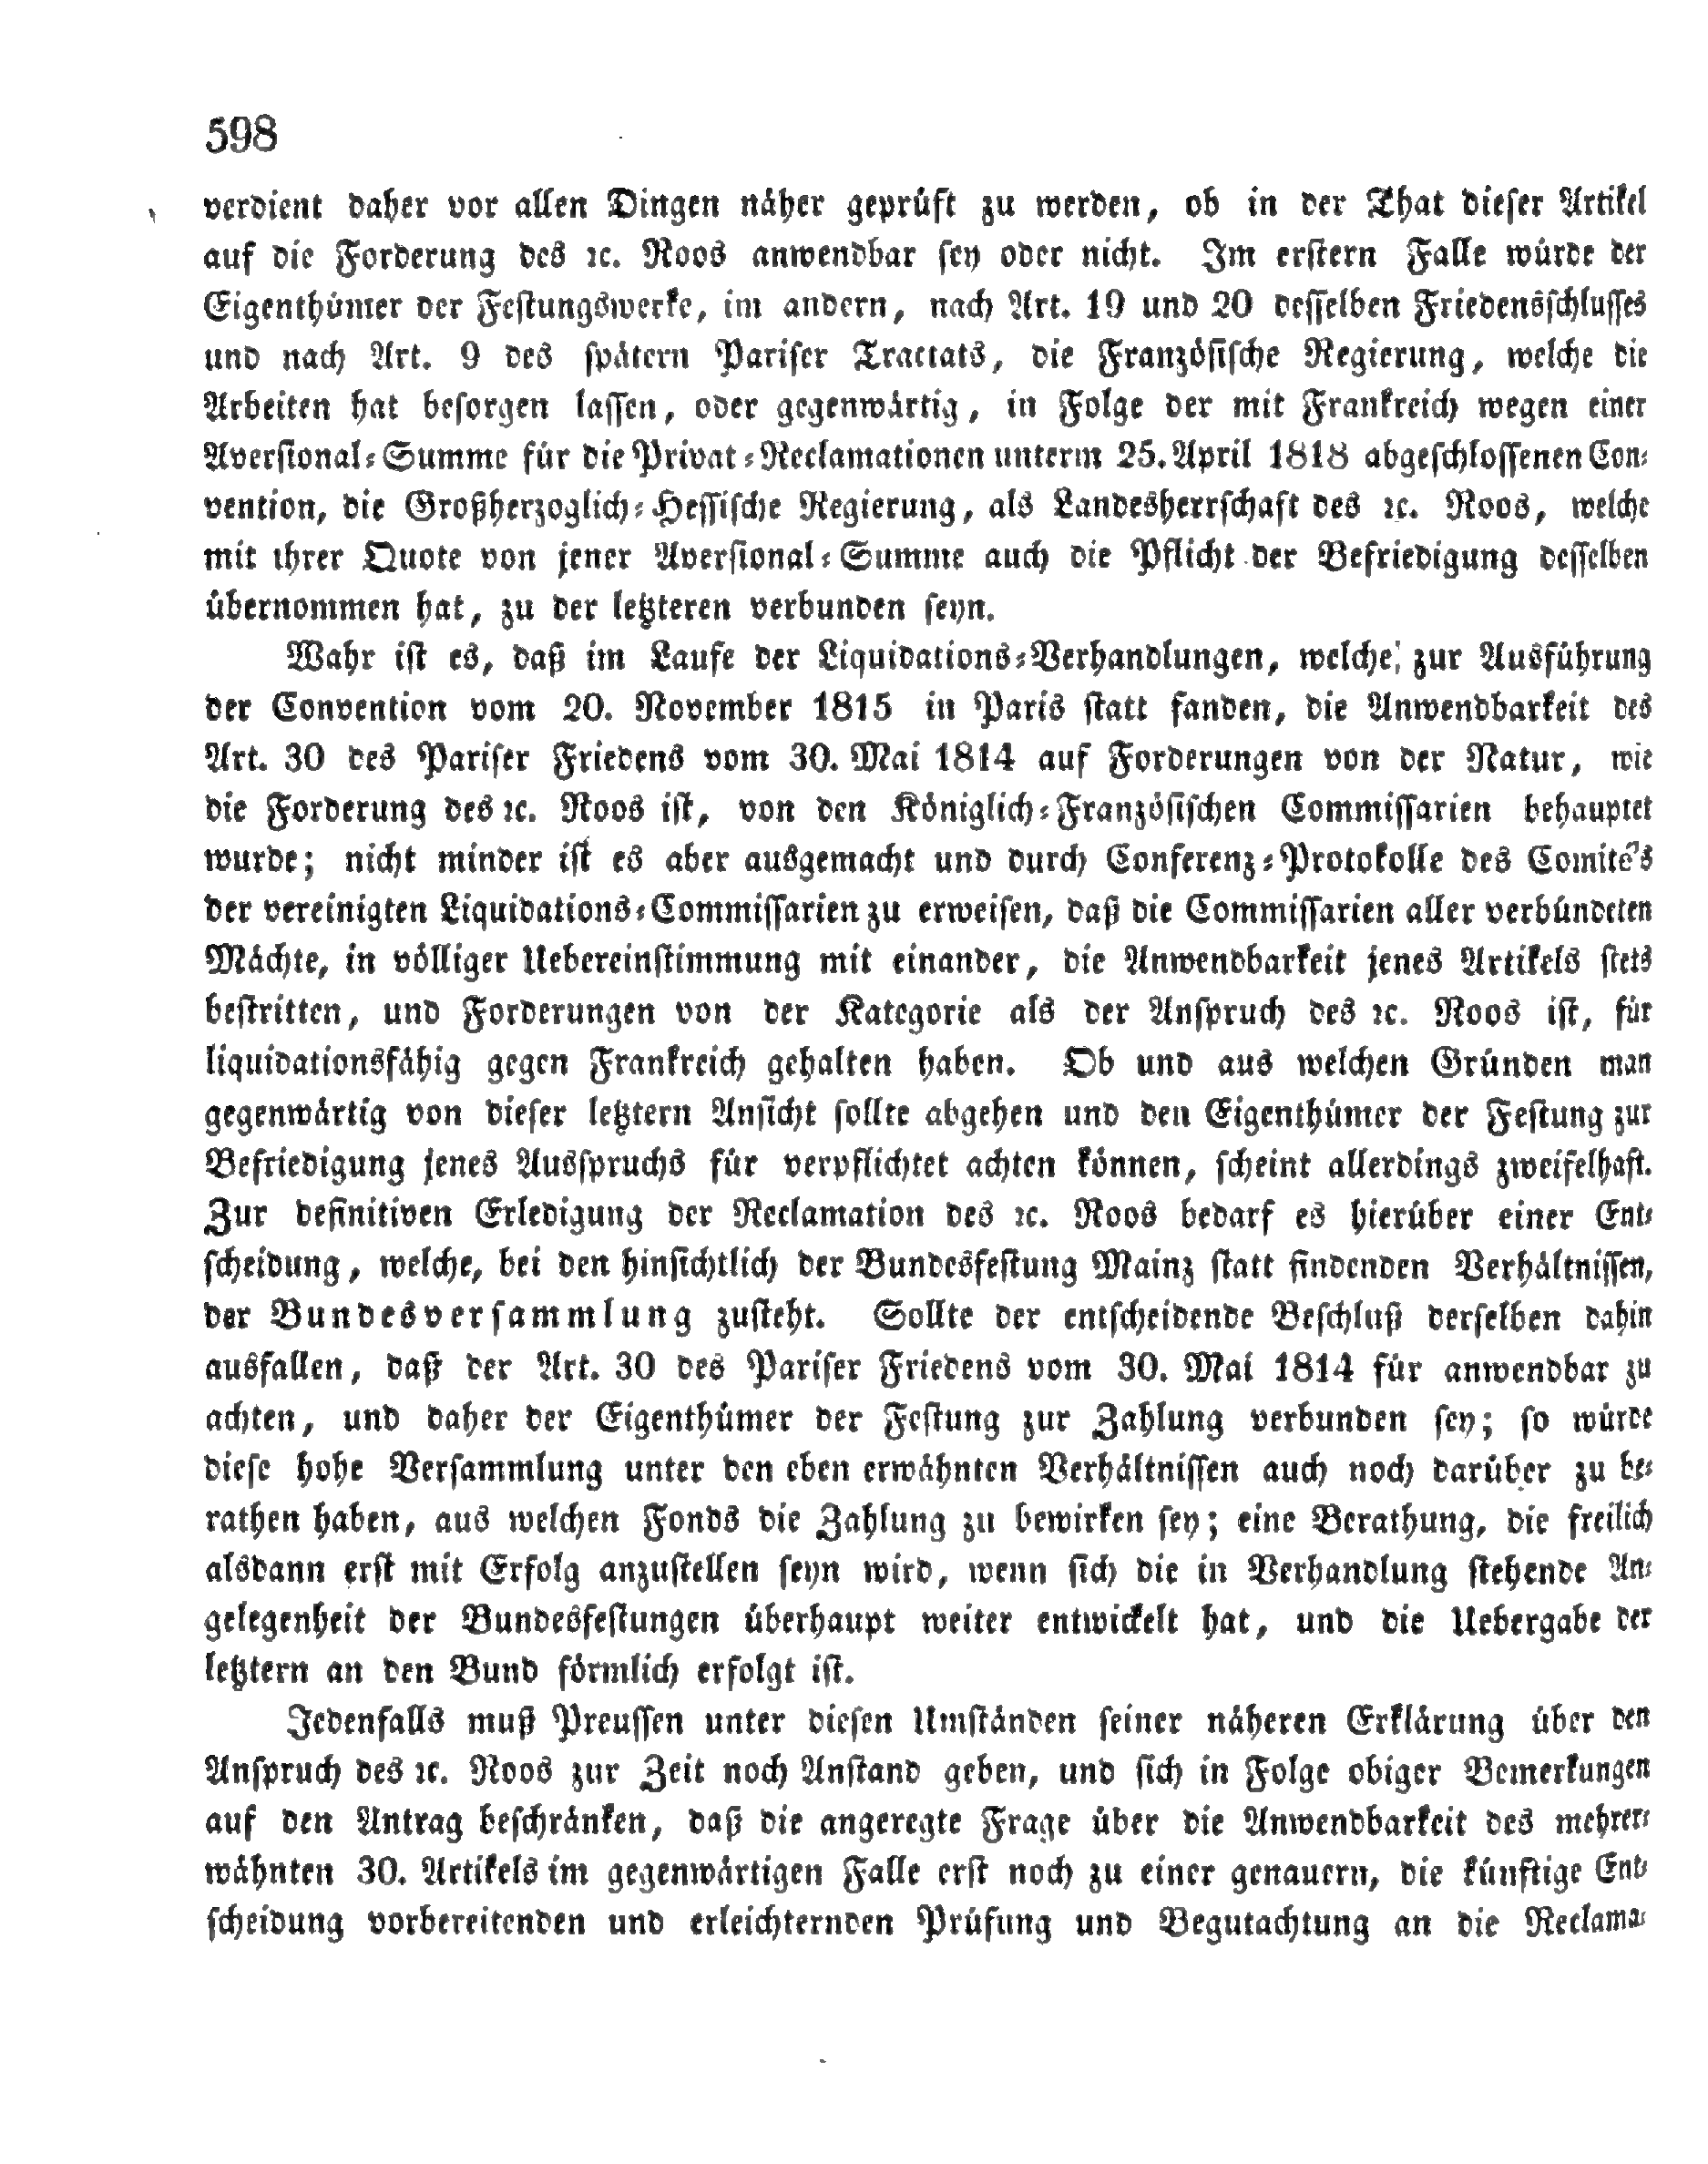 598
verdient daher vor allen Dingen näher geprüft zu werden, ob in der That dieser Artikel
auf die Forderung des ꝛc. Roos anwendbar sey oder nicht. Im erstern Falle würde der
Eigenthümer der Festungswerke, im andern, nach Art. 19 und 20 desselben Friedensschlusses
und nach Art. 9 des spätern Pariser Tractats, die Französische Regierung, welche die
Arbeiten hat besorgen lassen, oder gegenwärtig, in Folge der mit Frankreich wegen einer
Aversional-Summe für die Privat-Reclamationen unterm 25. April 1818 abgeschlossenen Con-
vention, die Großherzoglich-Hessische Regierung, als Landesherrschaft des ꝛc. Roos, welche
mit ihrer Quote von jener Aversional-Summe auch die Pflicht der Befriedigung desselben
übernommen hat, zu der letzteren verbunden seyn.
Wahr ist es, daß im Laufe der Liquidations-Verhandlungen, welche zur Ausführung
der Convention vom 20. November 1815 in Paris statt fanden, die Anwendbarkeit des
Art. 30 des Pariser Friedens vom 30. Mai 1814 auf Forderungen von der Natur, wie
die Forderung des ꝛc. Roos ist, von den Königlich-Französischen Commissarien behauptet
wurde; nicht minder ist es aber ausgemacht und durch Conferenz-Protokolle des Comité's
der vereinigten Liquidations-Commissarien zu erweisen, daß die Commissarien aller verbündeten
Mächte, in völliger Uebereinstimmung mit einander, die Anwendbarkeit jenes Artikels stets
bestritten, und Forderungen von der Kategorie als der Anspruch des ꝛc. Roos ist, für
liquidationsfähig gegen Frankreich gehalten haben. Ob und aus welchen Gründen man
gegenwärtig von dieser letztern Ansicht sollte abgehen und den Eigenthümer der Festung zur
Befriedigung jenes Ausspruchs für verpflichtet achten können, scheint allerdings zweifelhaft.
Zur definitiven Erledigung der Reclamation des ꝛc. Roos bedarf es hierüber einer Ent-
scheidung, welche, bei den hinsichtlich der Bundesfestung Mainz statt findenden Verhältnissen,
der Bundesversammlung zusteht. Sollte der entscheidende Beschluß derselben dahin
ausfallen, daß der Art. 30 des Pariser Friedens vom 30. Mai 1814 für anwendbar zu
achten, und daher der Eigenthümer der Festung zur Zahlung verbunden sey; so würde
diese hohe Versammlung unter den eben erwähnten Verhältnissen auch noch darüber zu be-
rathen haben, aus welchen Fonds die Zahlung zu bewirken sey; eine Berathung, die freilich
alsdann erst mit Erfolg anzustellen seyn wird, wenn sich die in Verhandlung stehende An-
gelegenheit der Bundesfestungen überhaupt weiter entwickelt hat, und die Uebergabe der
letztern an den Bund förmlich erfolgt ist.
Jedenfalls muß Preussen unter diesen Umständen seiner näheren Erklärung über den
Anspruch des ꝛc. Roos zur Zeit noch Anstand geben, und sich in Folge obiger Bemerkungen
auf den Antrag beschränken, daß die angeregte Frage über die Anwendbarkeit des mehrer-
wähnten 30. Artikels im gegenwärtigen Falle erst noch zu einer genauern, die künftige Ent-
scheidung vorbereitenden und erleichternden Prüfung und Begutachtung an die Reclama-